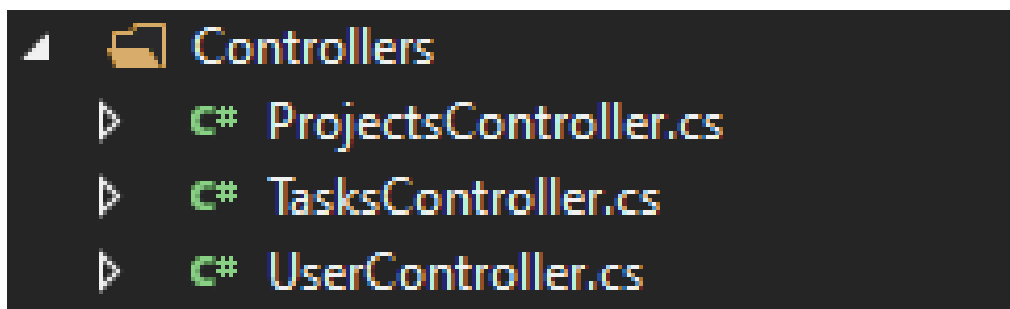 Controllers
C# ProjectsController.cs
C# TasksController.cs
C# UserController.cs